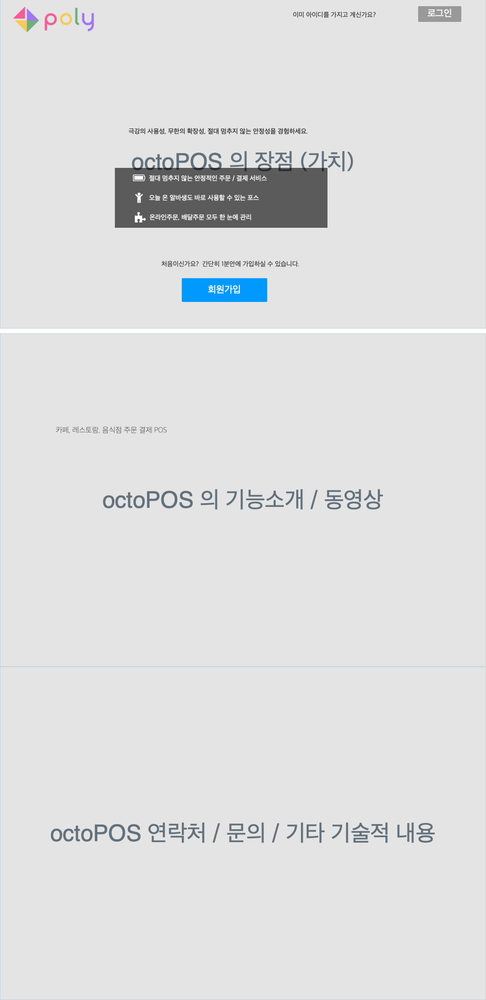 poly
이미 아이디를 가지고 계신가요?
로그인
극강의 사용성, 무한의 확장성, 절대 멈추지 않는 안정성을 경험하세요.
octoPOS 의 장점 (가치)
절대 멈추지 않는 안정적인 주문 / 결제 서비스
오늘 온 알바생도 바로 사용할 수 있는 포스
온라인주문, 배달주문 모두 한 눈에 관리
처음이신가요? 간단히 1분안에 가입하실 수 있습니다.
회원가입
카페, 레스토랑, 음식점 주문 결제 POS
octoPOS 의 기능소개 / 동영상
octoPOS 연락처 / 문의 / 기타 기술적 내용